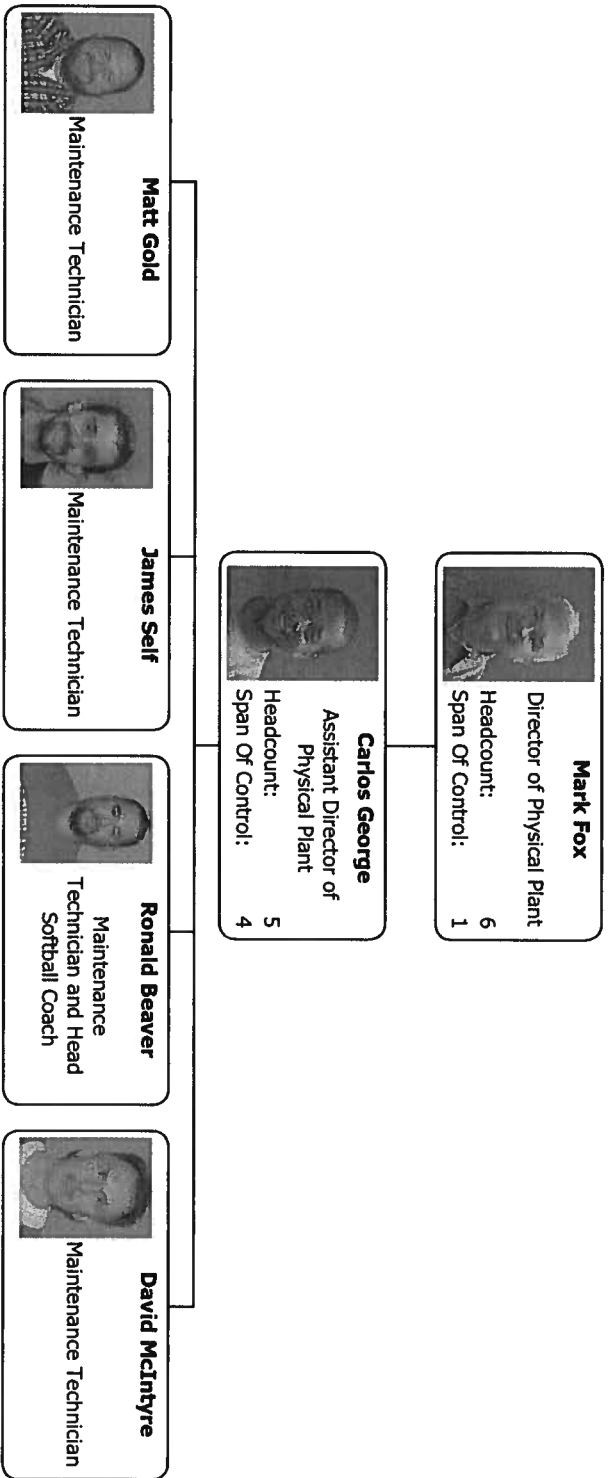 Mark Fox
Director of Physical Plant
Headcount: 6
Span Of Control: 1
Carlos George
Assistant Director of
Physical Plant
Headcount: 5
Span Of Control: 4
Matt Gold
Maintenance Technician
James Self
Maintenance Technician
Ronald Beaver
Maintenance
Technician and Head
Softball Coach
David McIntyre
Maintenance Technician